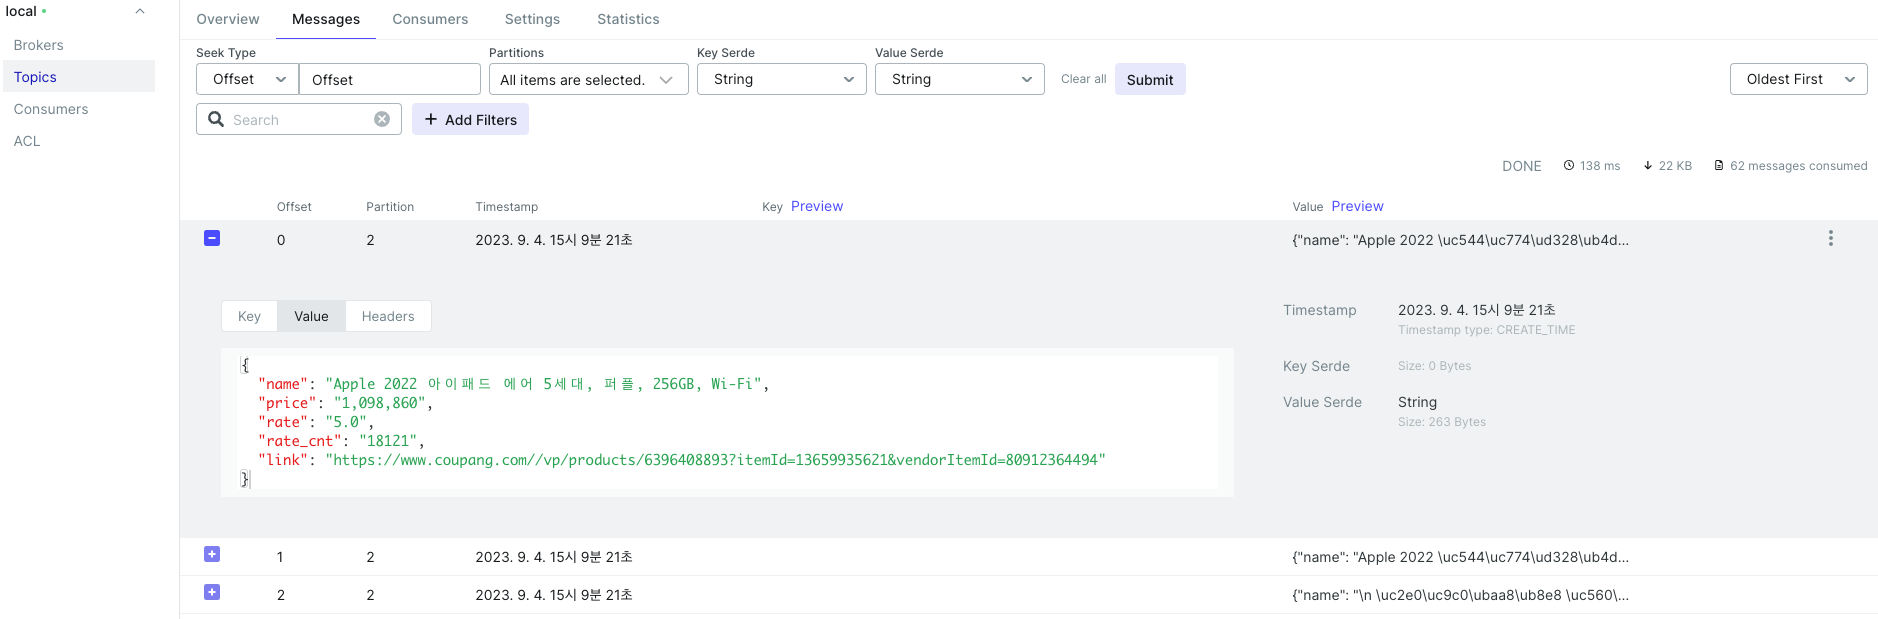 local
Brokers
Topics
Consumers
ACL
Overview Messages Consumers Settings Statistics
Seek Type Partitions Key Serde Value Serde
Offset Offset All items are selected. String String Clear all Submit Oldest First
Search Add Filters
DONE 138 ms 22 KB 62 messages consumed
Offset Partition Timestamp Key Preview Value Preview
0 2 2023. 9. 4. 15시 9분 21초 {"name": "Apple 2022 \uc544\uc774\ud328\ub4d...
Key Value Headers
{
"name": "Apple 2022 아이패드 에어 5세대, 퍼플, 256GB, Wi-Fi",
"price": "1,098,860",
"rate": "5.0",
"rate_cnt": "18121",
"link": "https://www.coupang.com//vp/products/6396408893?itemId=13659935621&vendorItemId=80912364494"
}
Timestamp 2023. 9. 4. 15시 9분 21초
Timestamp type: CREATE_TIME
Key Serde Size: 0 Bytes
Value Serde String
Size: 263 Bytes
1 2 2023. 9. 4. 15시 9분 21초 {"name": "Apple 2022 \uc544\uc774\ud328\ub4d...
2 2 2023. 9. 4. 15시 9분 21초 {"name": "\n \uc2e0\uc9c0\ubaa8\ub8e8 \uc560\...